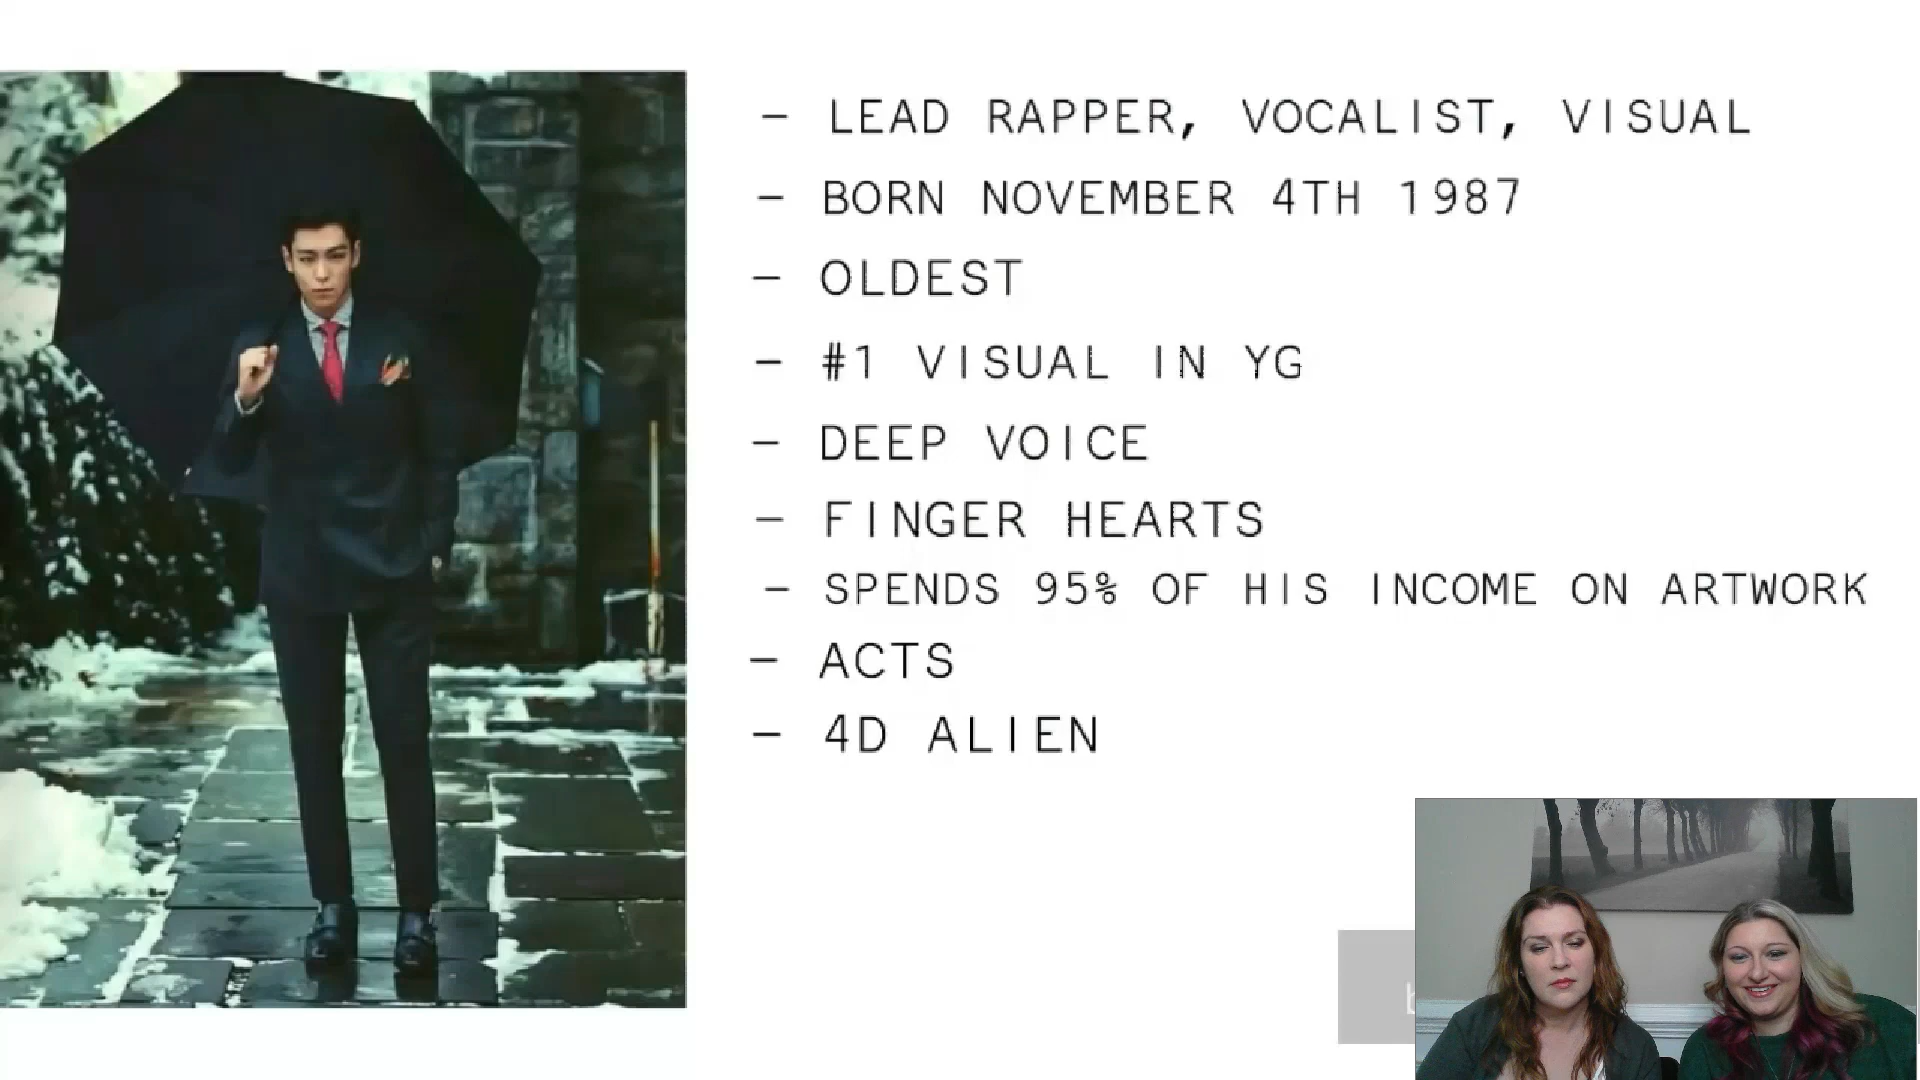 - LEAD RAPPER, VOCALIST, VISUAL
- BORN NOVEMBER 4TH 1987
- OLDEST
- #1 VISUAL IN YG
- DEEP VOICE
- FINGER HEARTS
- SPENDS 95% OF HIS INCOME ON ARTWORK
- ACTS
- 4D ALIEN